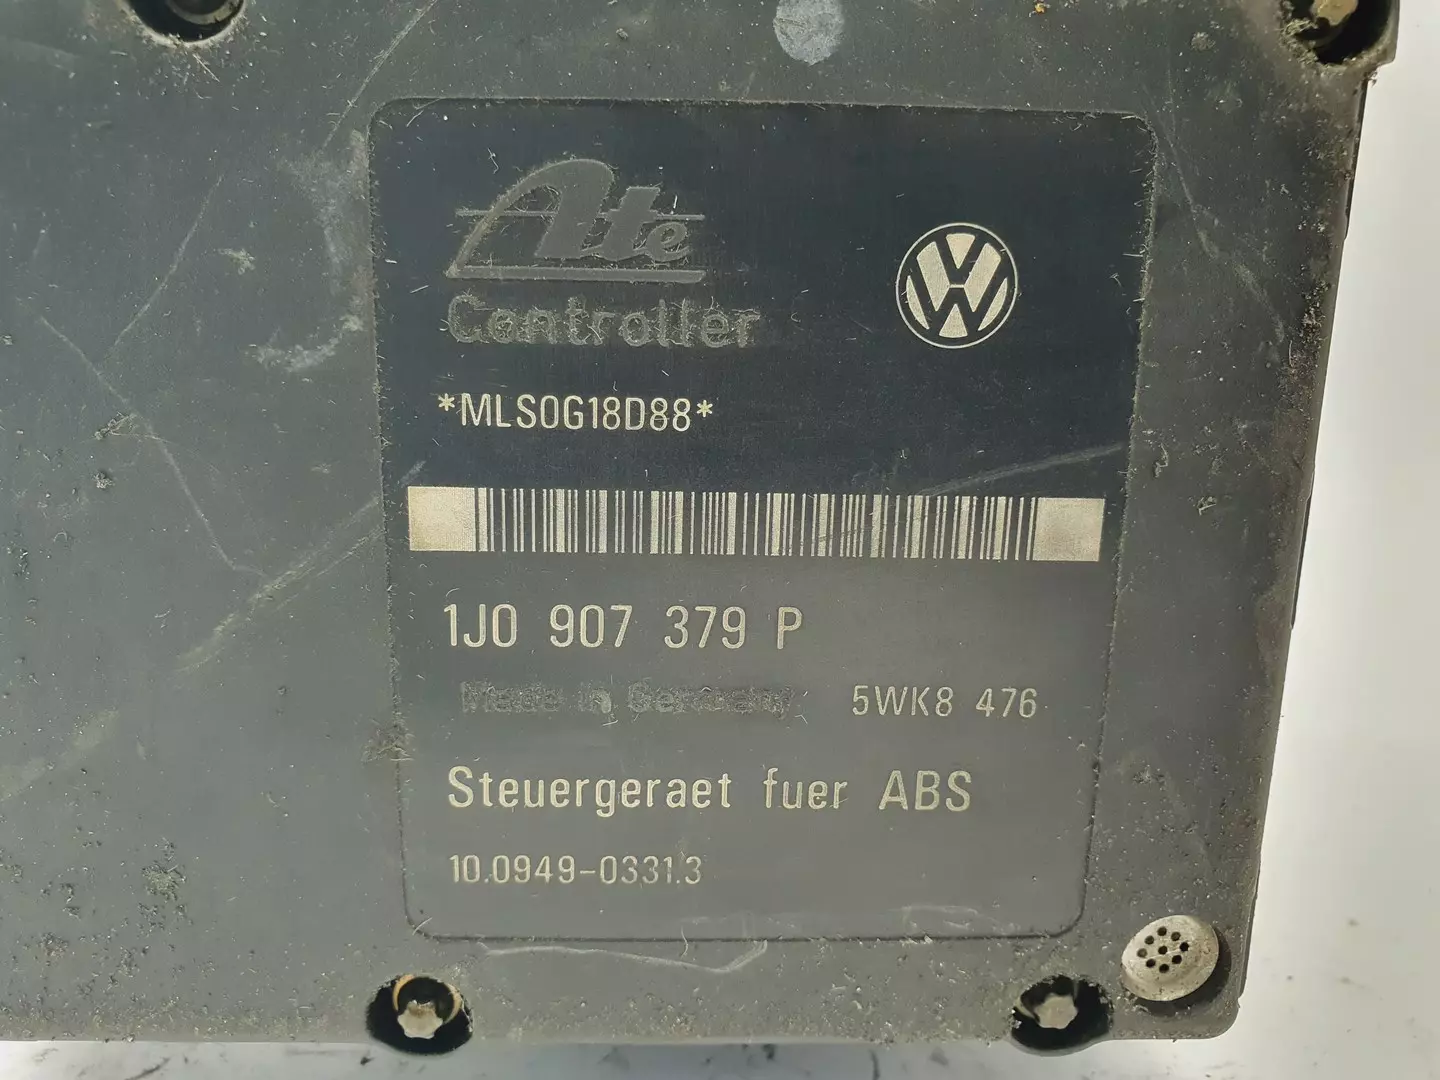 Ate
Controller
*MLS0G18D88*
1J0 907 379 P
Made in Germany 5WK8 476
Steuergeraet fuer ABS
10.0949-0331.3